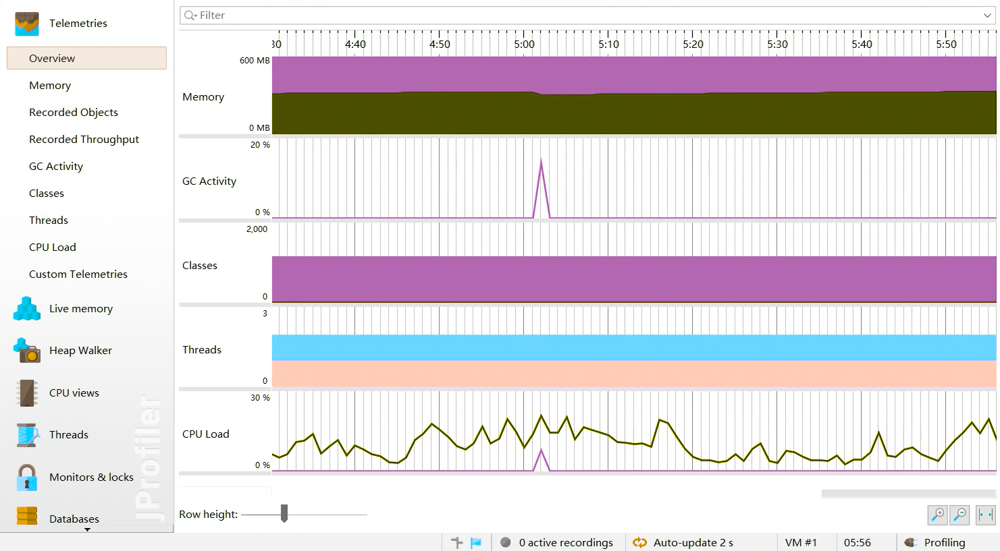 Telemetries
Overview
Memory
Recorded Objects
Recorded Throughput
GC Activity
Classes
Threads
CPU Load
Custom Telemetries
Live memory
Heap Walker
CPU views
Threads
Monitors & locks
Databases
JProfiler
Filter
30 4:40 4:50 5:00 5:10 5:20 5:30 5:40 5:50
600 MB
Memory
0 MB
20 %
GC Activity
0 %
2,000
Classes
0
3
Threads
0
30 %
CPU Load
0 %
Row height:
0 active recordings Auto-update 2 s VM #1 05:56 Profiling